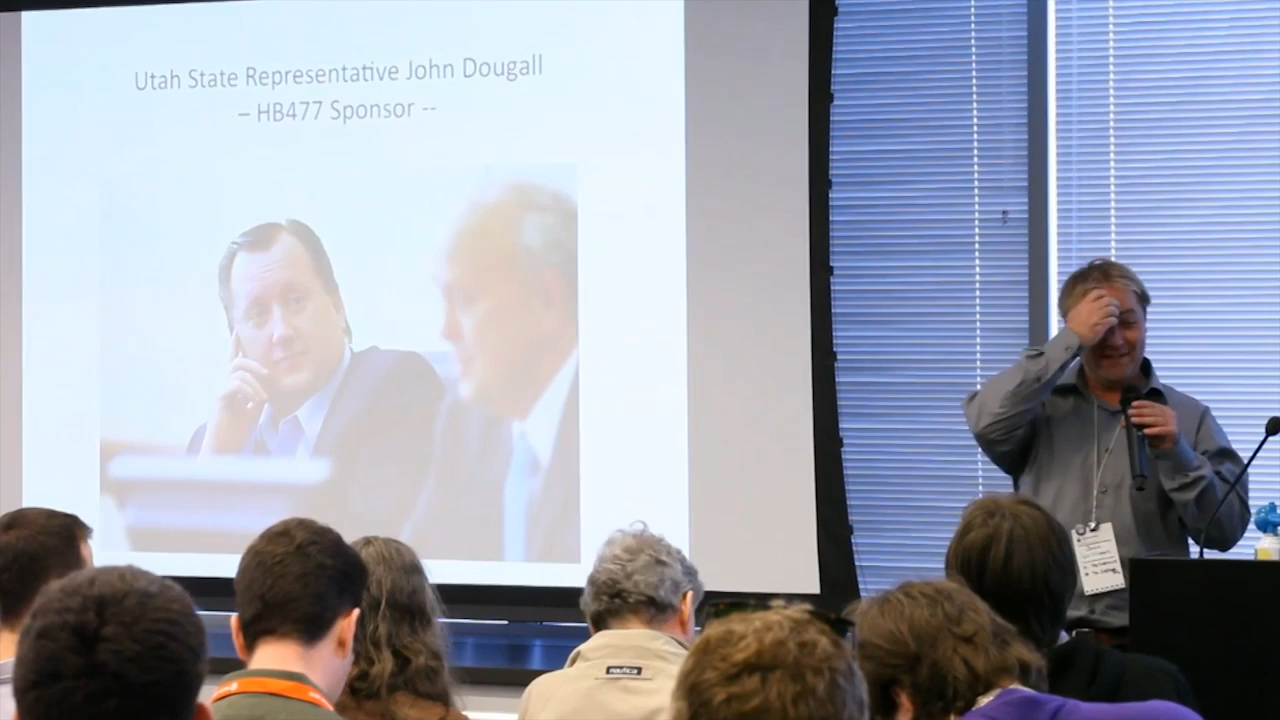 Utah State Representative John Dougall
– HB477 Sponsor --
nautica